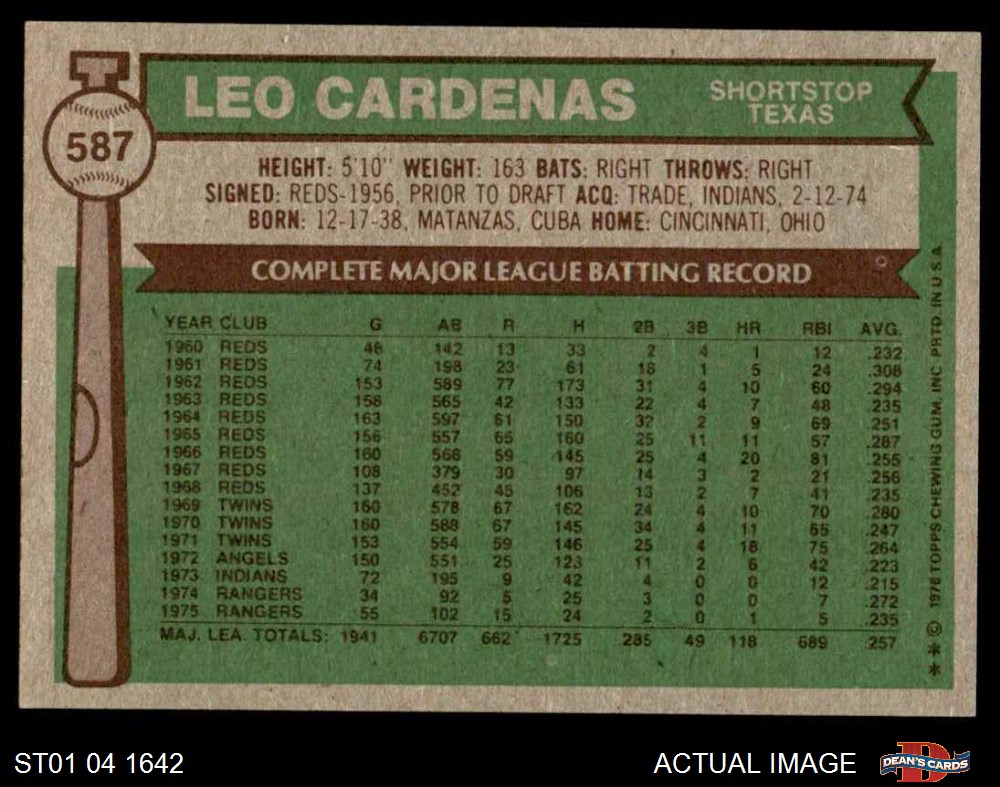 T
587
LEO CARDENAS
SHORTSTOP
TEXAS
HEIGHT: 5'10" WEIGHT: 163 BATS: RIGHT THROWS: RIGHT
SIGNED: REDS-1956, PRIOR TO DRAFT ACQ: TRADE, INDIANS, 2-12-74
BORN: 12-17-38, MATANZAS, CUBA HOME: CINCINNATI, OHIO
COMPLETE MAJOR LEAGUE BATTING RECORD
YEAR CLUB G AB R H 2B 3B HR RBI AVG.
1960 REDS 48 142 13 33 2 4 1 12 .232
1961 REDS 74 198 23 61 18 1 5 24 .308
1962 REDS 153 589 77 173 31 4 10 60 .294
1963 REDS 158 565 42 133 22 4 7 48 .235
1964 REDS 163 597 61 150 32 2 9 69 .251
1965 REDS 156 557 65 160 25 11 11 57 .287
1966 REDS 160 568 59 145 25 4 20 81 .255
1967 REDS 108 379 30 97 14 3 2 21 .256
1968 REDS 137 452 45 106 13 2 7 41 .235
1969 TWINS 160 578 67 162 24 4 10 70 .280
1970 TWINS 160 588 67 145 34 4 11 65 .247
1971 TWINS 153 554 59 146 25 4 18 75 .264
1972 ANGELS 150 551 25 123 11 2 6 42 .223
1973 INDIANS 72 195 9 42 4 0 0 12 .215
1974 RANGERS 34 92 5 25 3 0 0 7 .272
1975 RANGERS 55 102 15 24 2 0 1 5 .235
MAJ. LEA. TOTALS: 1941 6707 662 1725 285 49 118 689 .257
* * © 1976 TOPPS CHEWING GUM, INC. PRTD. IN U.S.A.
ST01 04 1642
ACTUAL IMAGE
D
DEAN'S CARDS